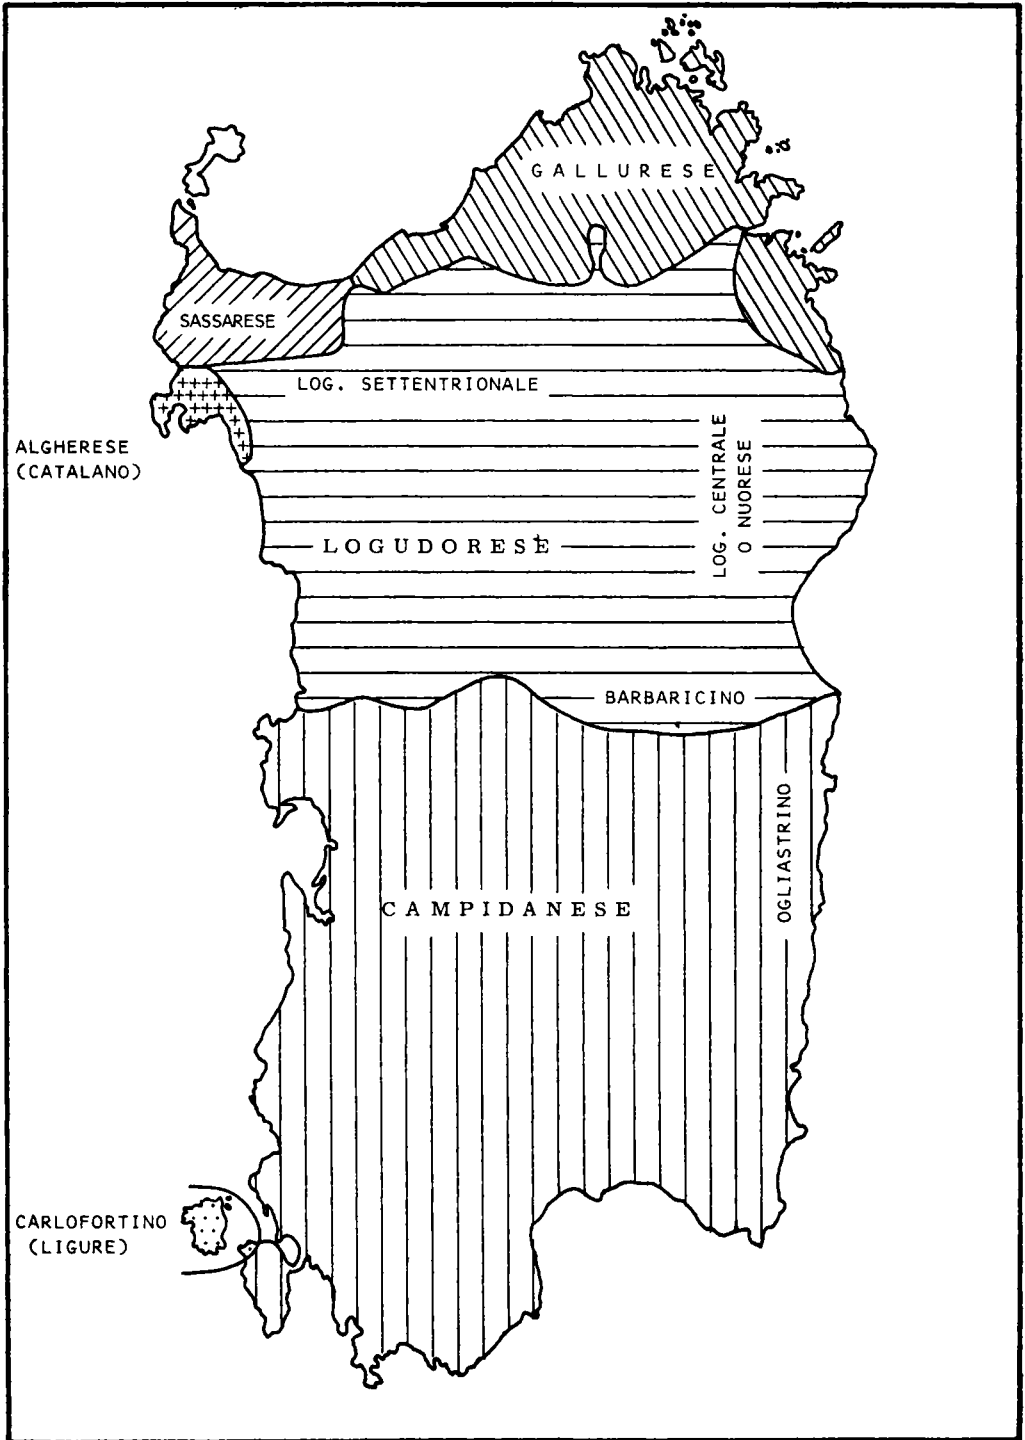 GALLURESE
SASSARESE
LOG. SETTENTRIONALE
ALGHERESE
(CATALANO)
LOG. CENTRALE
O NUORESE
LOGUDORESE
BARBARICINO
OGLIASTRINO
CAMPIDANESE
CARLOFORTINO
(LIGURE)